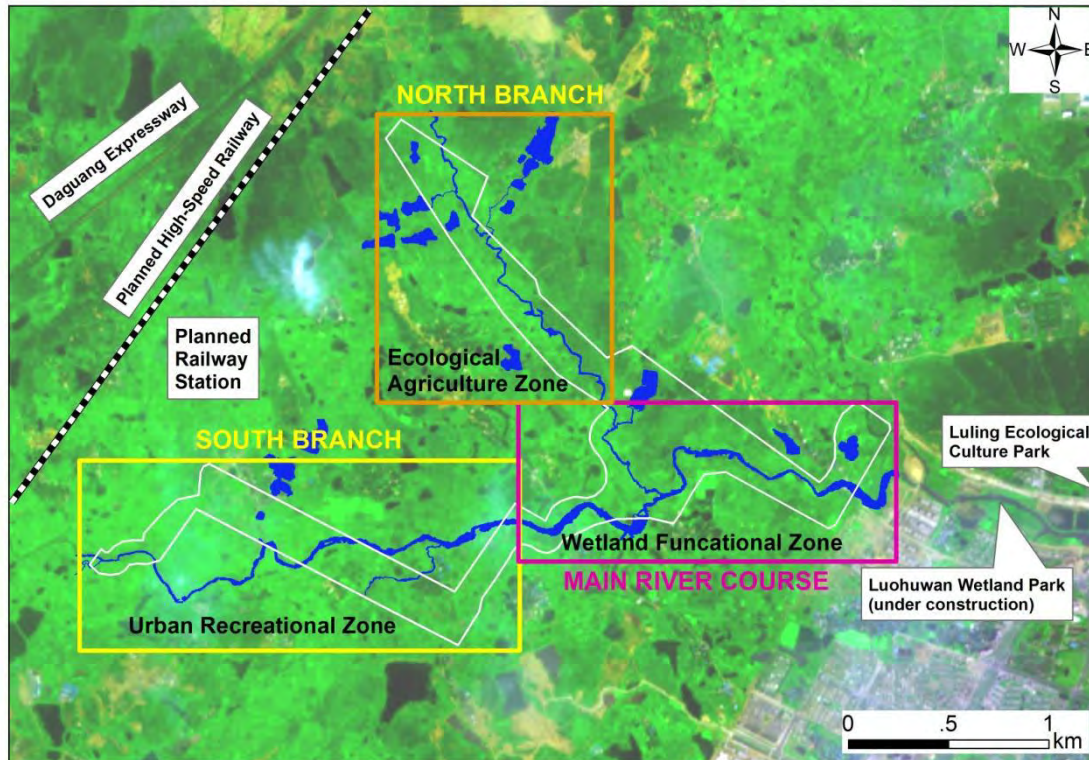 N
W E
S
NORTH BRANCH
Daguang Expressway
Planned High-Speed Railway
Planned
Railway
Station
Ecological
Agriculture Zone
SOUTH BRANCH
Luling Ecological
Culture Park
Wetland Funcational Zone
MAIN RIVER COURSE
Luohuwan Wetland Park
(under construction)
Urban Recreational Zone
0 .5 1
km